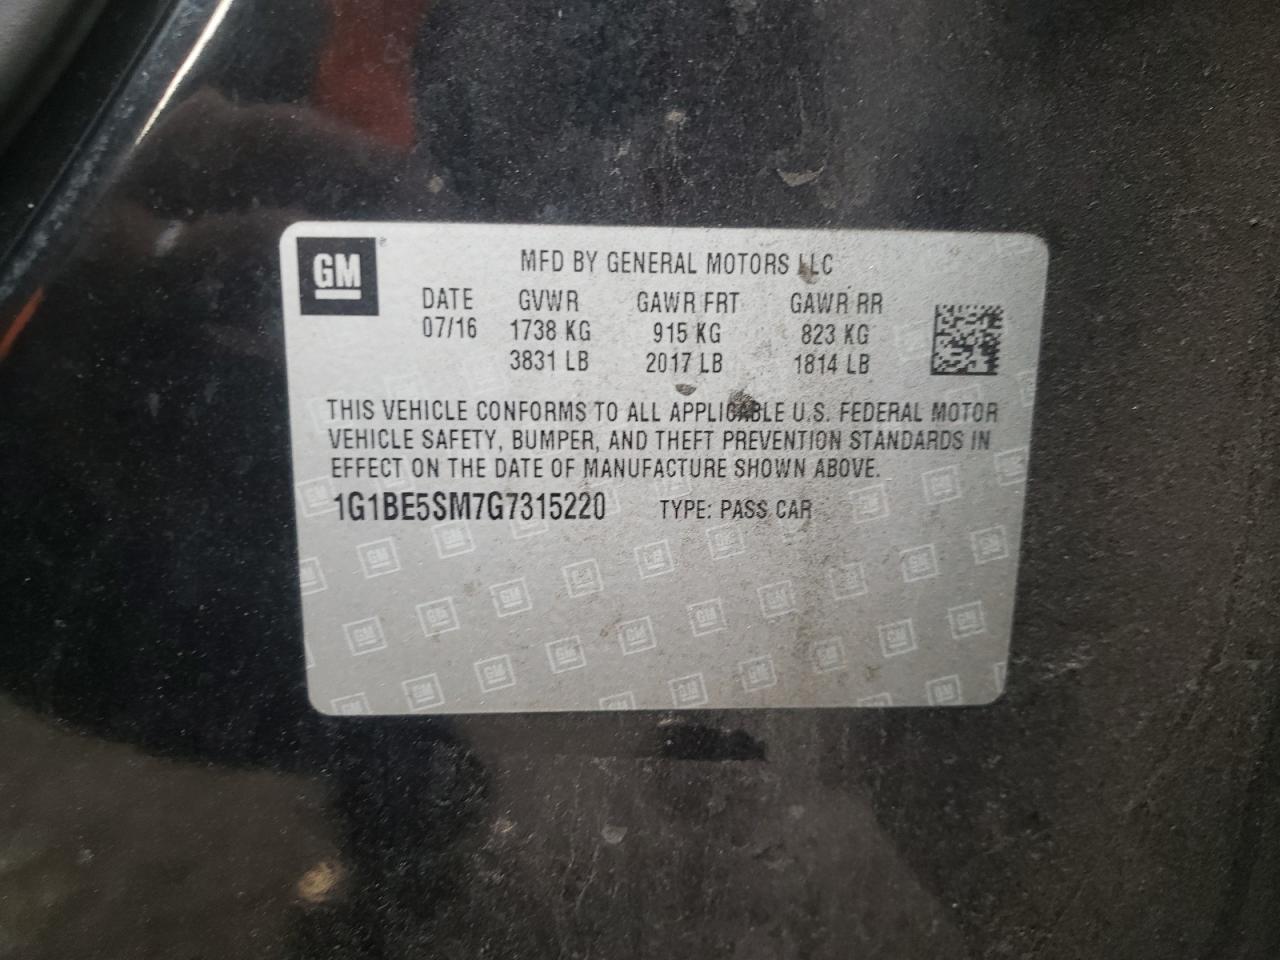 GM
MFD BY GENERAL MOTORS LLC
DATE GVWR GAWR FRT GAWR RR
07/16 1738 KG 915 KG 823 KG
3831 LB 2017 LB 1814 LB
THIS VEHICLE CONFORMS TO ALL APPLICABLE U.S. FEDERAL MOTOR
VEHICLE SAFETY, BUMPER, AND THEFT PREVENTION STANDARDS IN
EFFECT ON THE DATE OF MANUFACTURE SHOWN ABOVE.
1G1BE5SM7G7315220 TYPE: PASS CAR